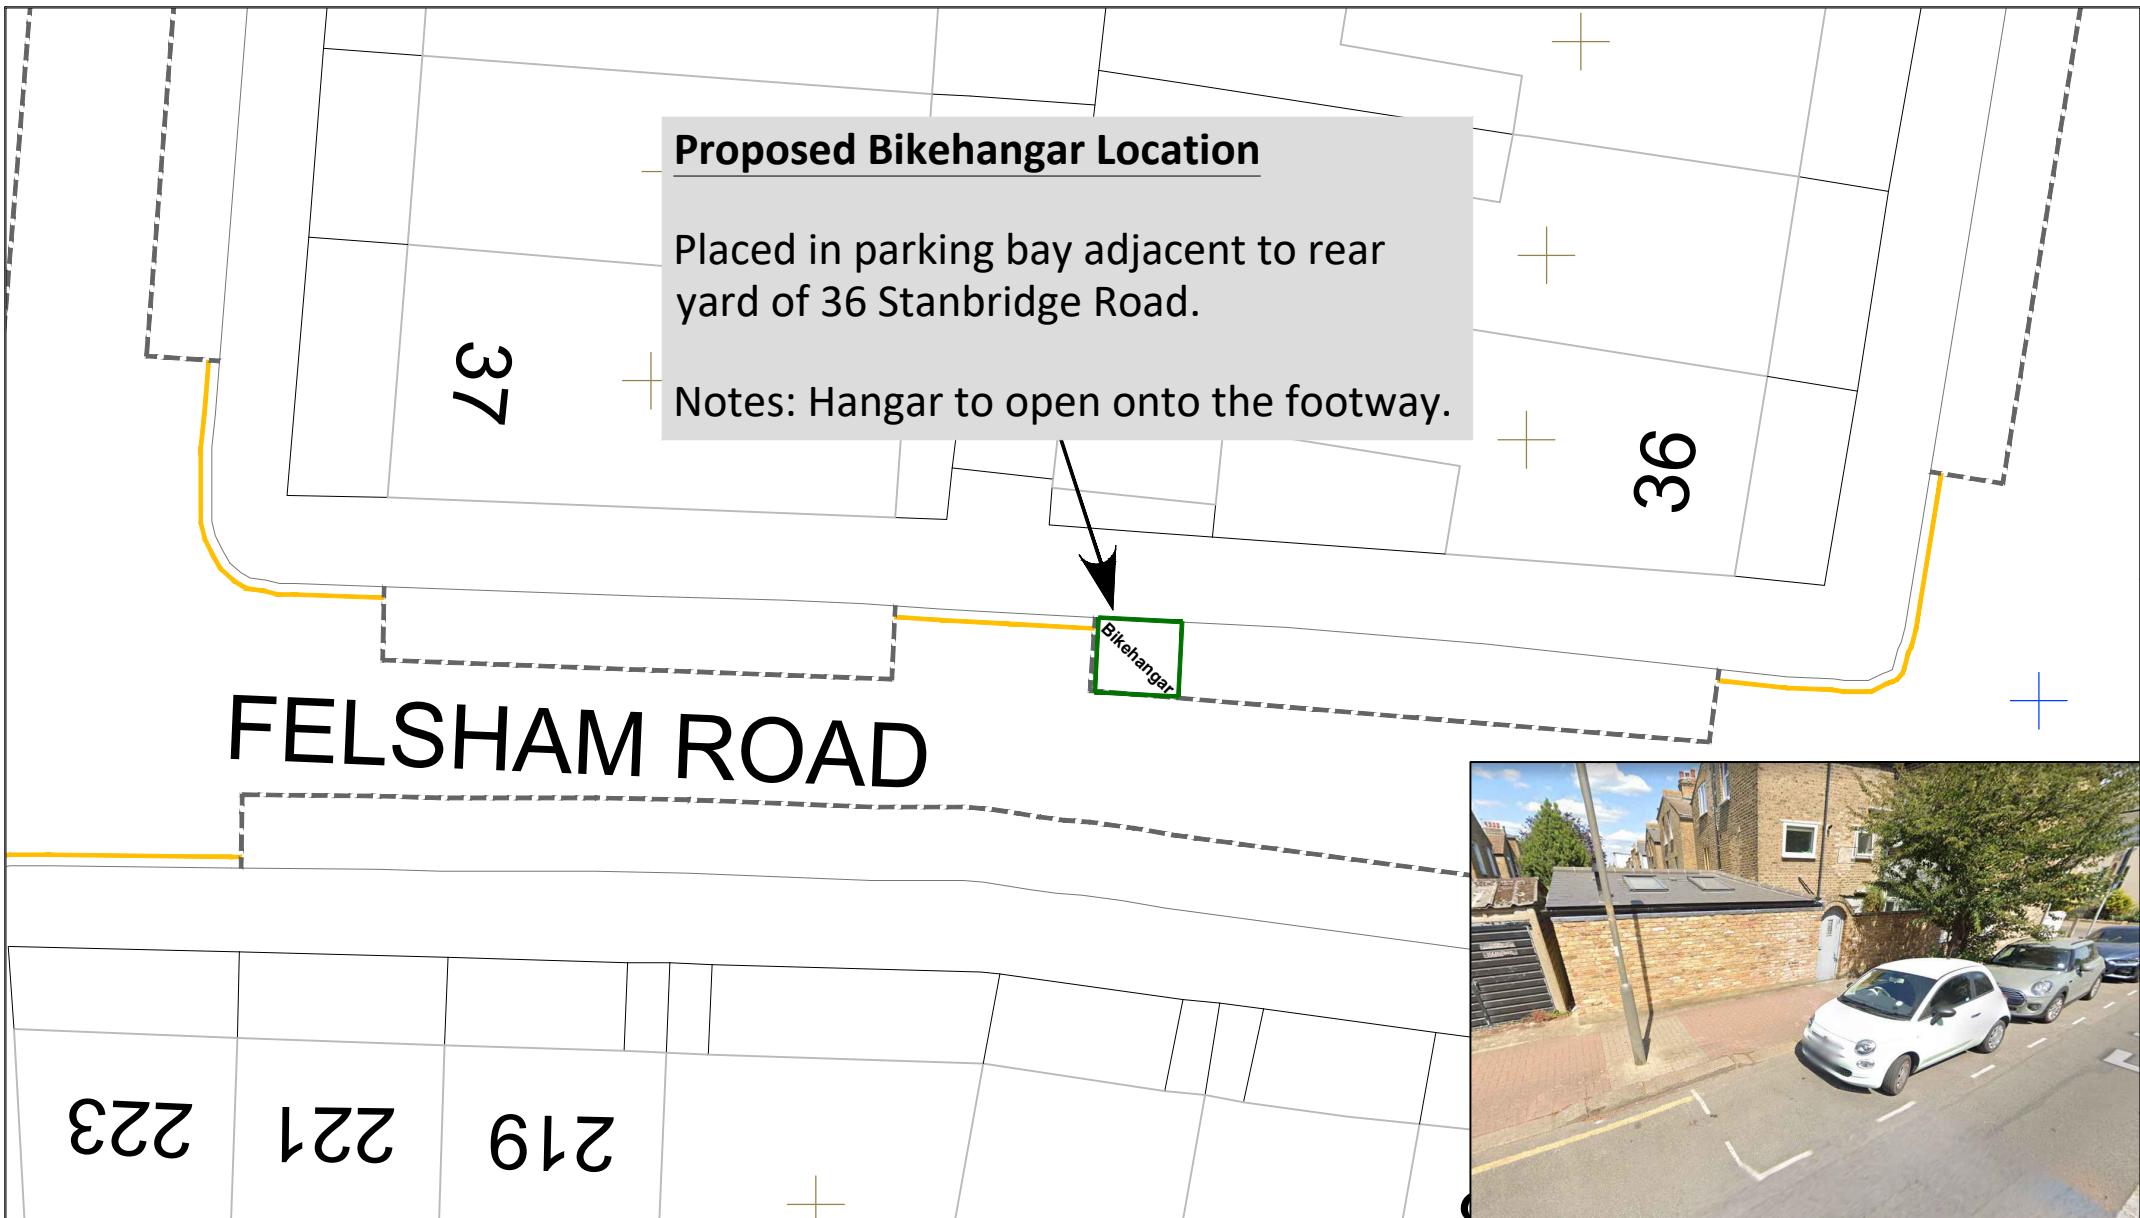 Proposed Bikehangar Location
Placed in parking bay adjacent to rear
yard of 36 Stanbridge Road.
Notes: Hangar to open onto the footway.
37
36
Bikehangar
FELSHAM ROAD
223
221
219